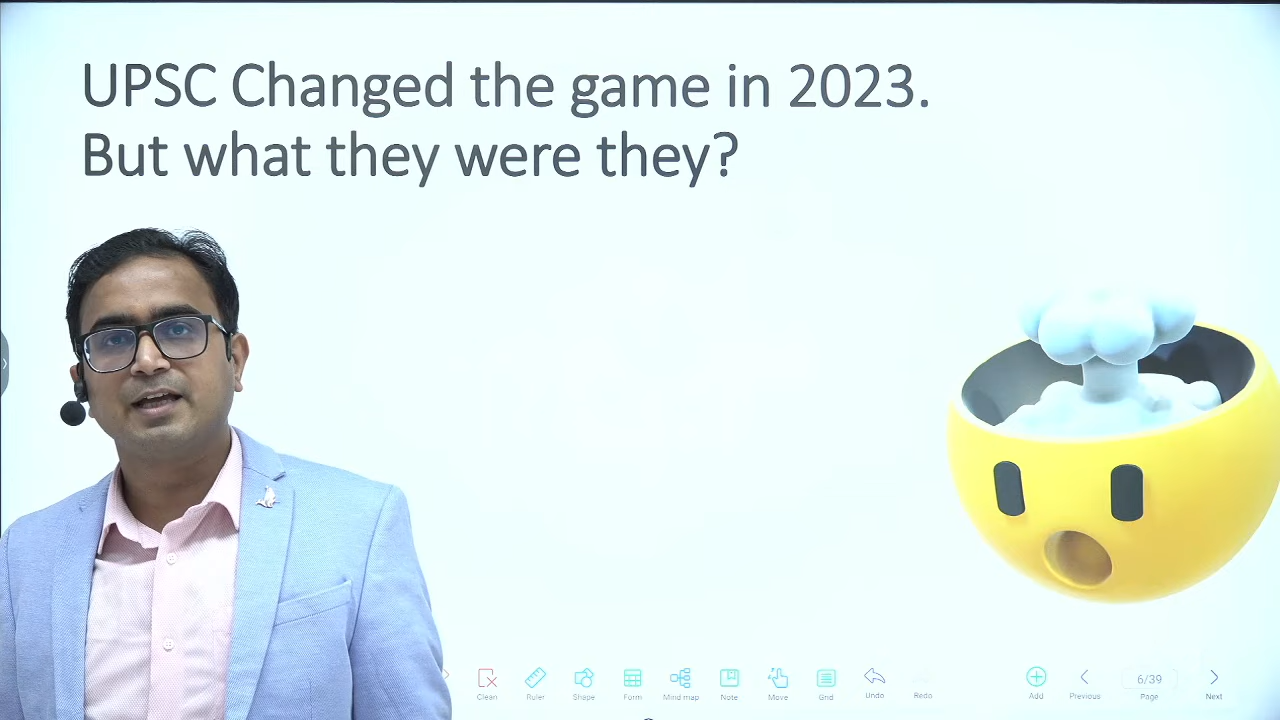 UPSC Changed the game in 2023.
But what they were they?
Clean
Ruler
Shape
Form
Mind map
Note
Move
Grid
Undo
Redo
Add
Previous
6/39
Page
Next